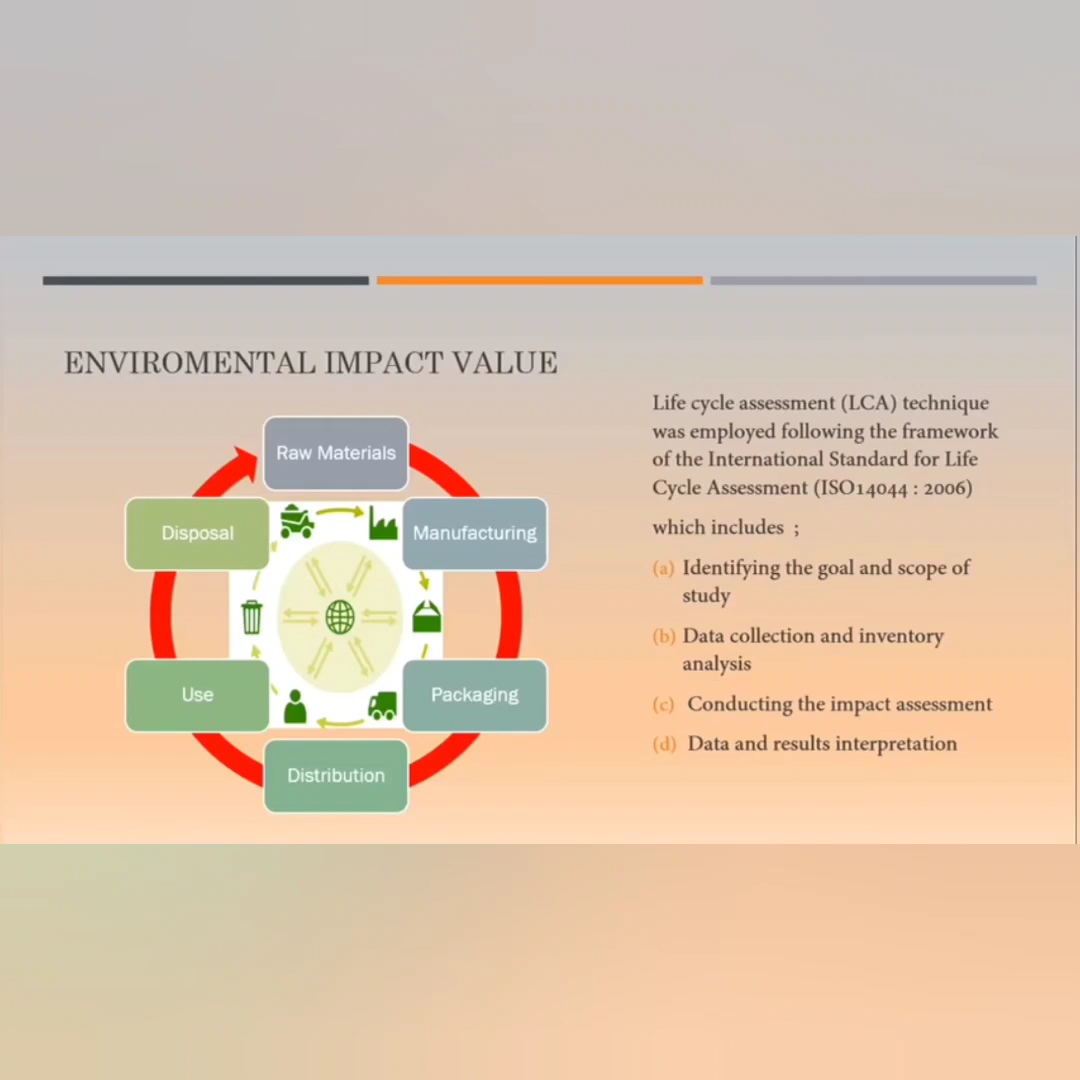 ENVIROMENTAL IMPACT VALUE
Raw Materials
Manufacturing
Packaging
Distribution
Use
Disposal
Life cycle assessment (LCA) technique
was employed following the framework
of the International Standard for Life
Cycle Assessment (ISO14044 : 2006)
which includes ;
(a) Identifying the goal and scope of
study
(b) Data collection and inventory
analysis
(c) Conducting the impact assessment
(d) Data and results interpretation